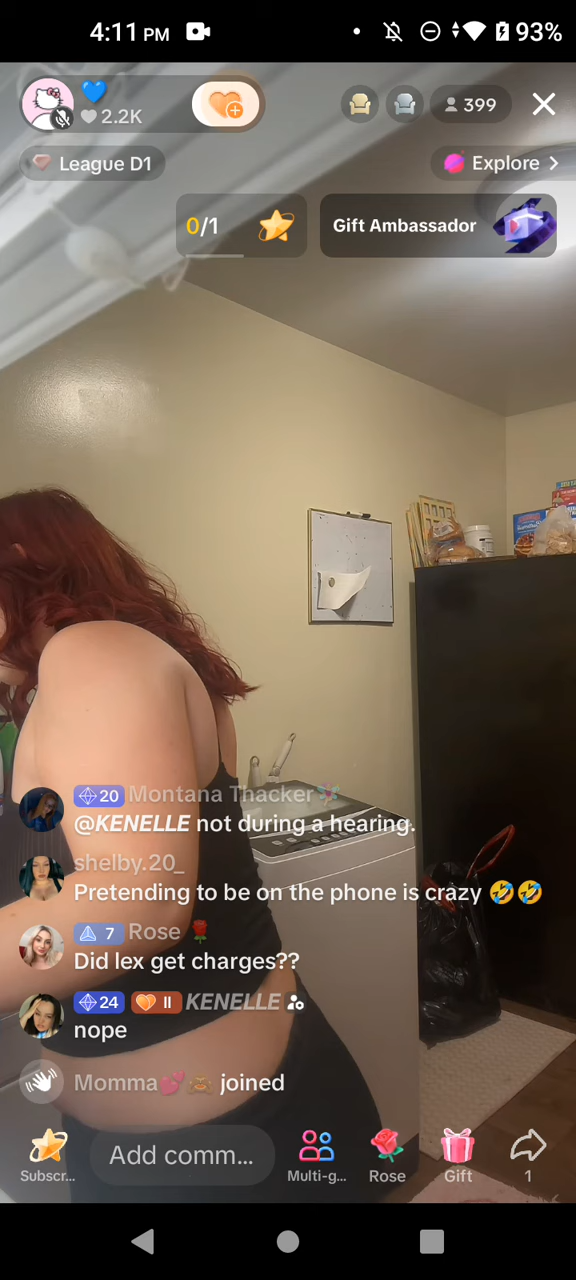 4:11 PM
93%
2.2K
399
League D1
Explore >
0/1
Gift Ambassador
20 Montana Thacker
@KENELLE not during a hearing.
shelby.20_
Pretending to be on the phone is crazy 🤣🤣
7 Rose 🌹
Did lex get charges??
24 II KENELLE
nope
Momma💕🙈 joined
Add comm...
Subscr...
Multi-g...
Rose
Gift
1